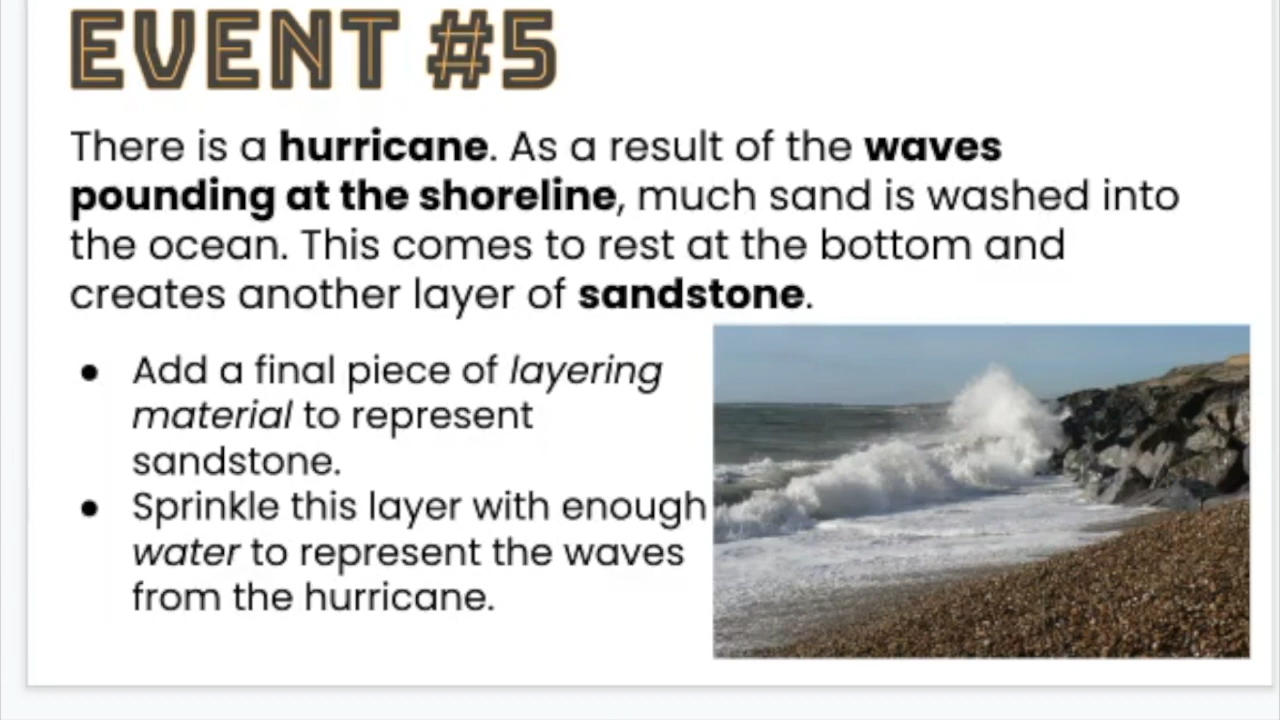 EVENT #5
There is a hurricane. As a result of the waves
pounding at the shoreline, much sand is washed into
the ocean. This comes to rest at the bottom and
creates another layer of sandstone.
● Add a final piece of layering
material to represent
sandstone.
● Sprinkle this layer with enough
water to represent the waves
from the hurricane.